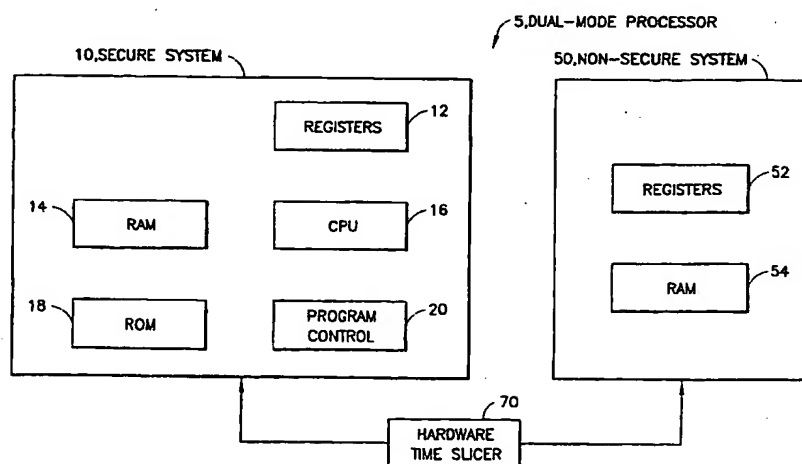 5,DUAL-MODE PROCESSOR
10,SECURE SYSTEM
50,NON-SECURE SYSTEM
REGISTERS
12
14
RAM
CPU
16
18
ROM
PROGRAM
CONTROL
20
REGISTERS
52
RAM
54
70
HARDWARE
TIME SLICER